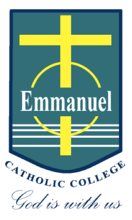 Emmanuel
CATHOLIC COLLEGE
God is with us